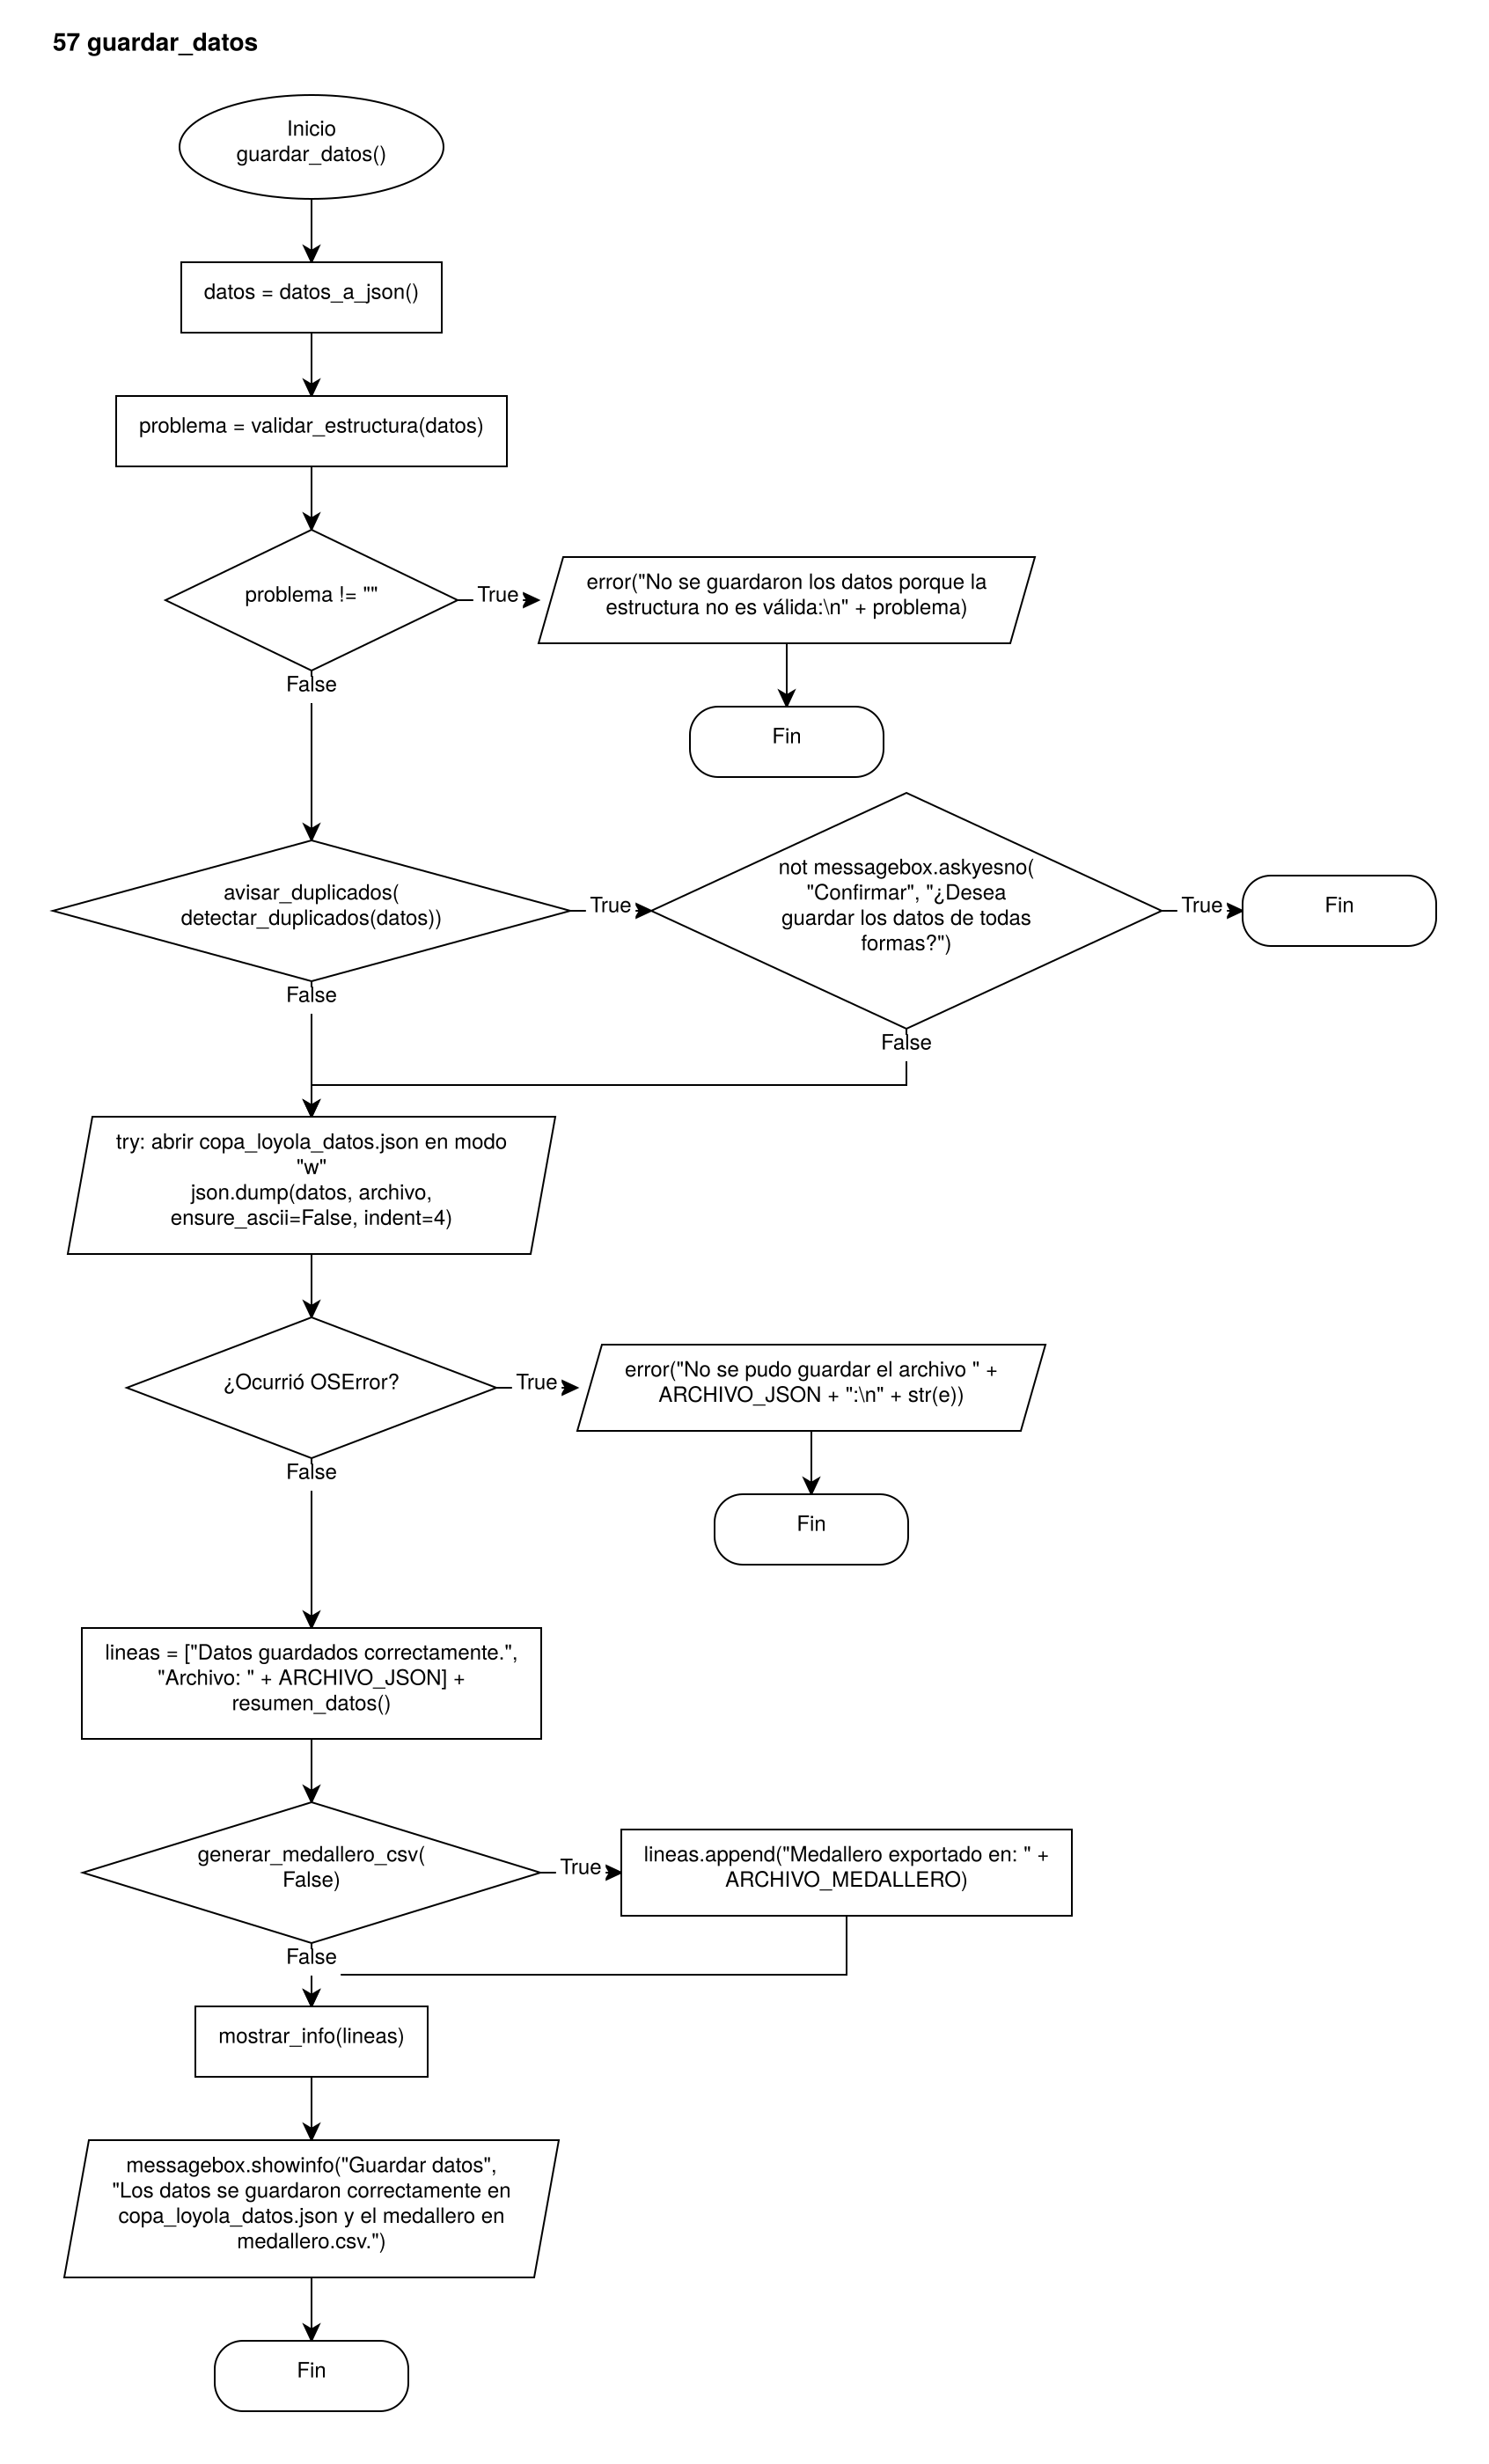 57 guardar_datos
Inicio
guardar_datos()
datos = datos_a_json()
problema = validar_estructura(datos)
problema != ""
True
error("No se guardaron los datos porque la
estructura no es válida:\n" + problema)
False
Fin
avisar_duplicados(
detectar_duplicados(datos))
True
not messagebox.askyesno(
"Confirmar", "¿Desea
guardar los datos de todas
formas?")
True
Fin
False
False
try: abrir copa_loyola_datos.json en modo
"w"
json.dump(datos, archivo,
ensure_ascii=False, indent=4)
¿Ocurrió OSError?
True
error("No se pudo guardar el archivo " +
ARCHIVO_JSON + ":\n" + str(e))
False
Fin
lineas = ["Datos guardados correctamente.",
"Archivo: " + ARCHIVO_JSON] +
resumen_datos()
generar_medallero_csv(
False)
True
lineas.append("Medallero exportado en: " +
ARCHIVO_MEDALLERO)
False
mostrar_info(lineas)
messagebox.showinfo("Guardar datos",
"Los datos se guardaron correctamente en
copa_loyola_datos.json y el medallero en
medallero.csv.")
Fin